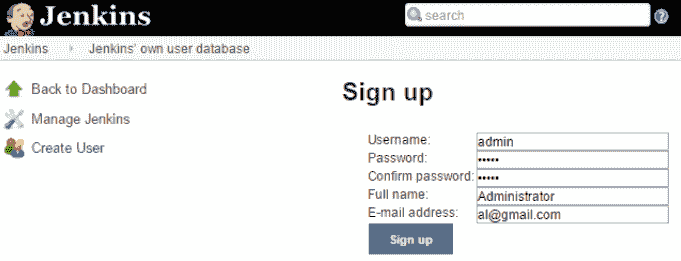 Jenkins
search
Jenkins
Jenkins' own user database
Back to Dashboard
Manage Jenkins
Create User
Sign up
Username: admin
Password: •••••
Confirm password: •••••
Full name: Administrator
E-mail address: al@gmail.com
Sign up